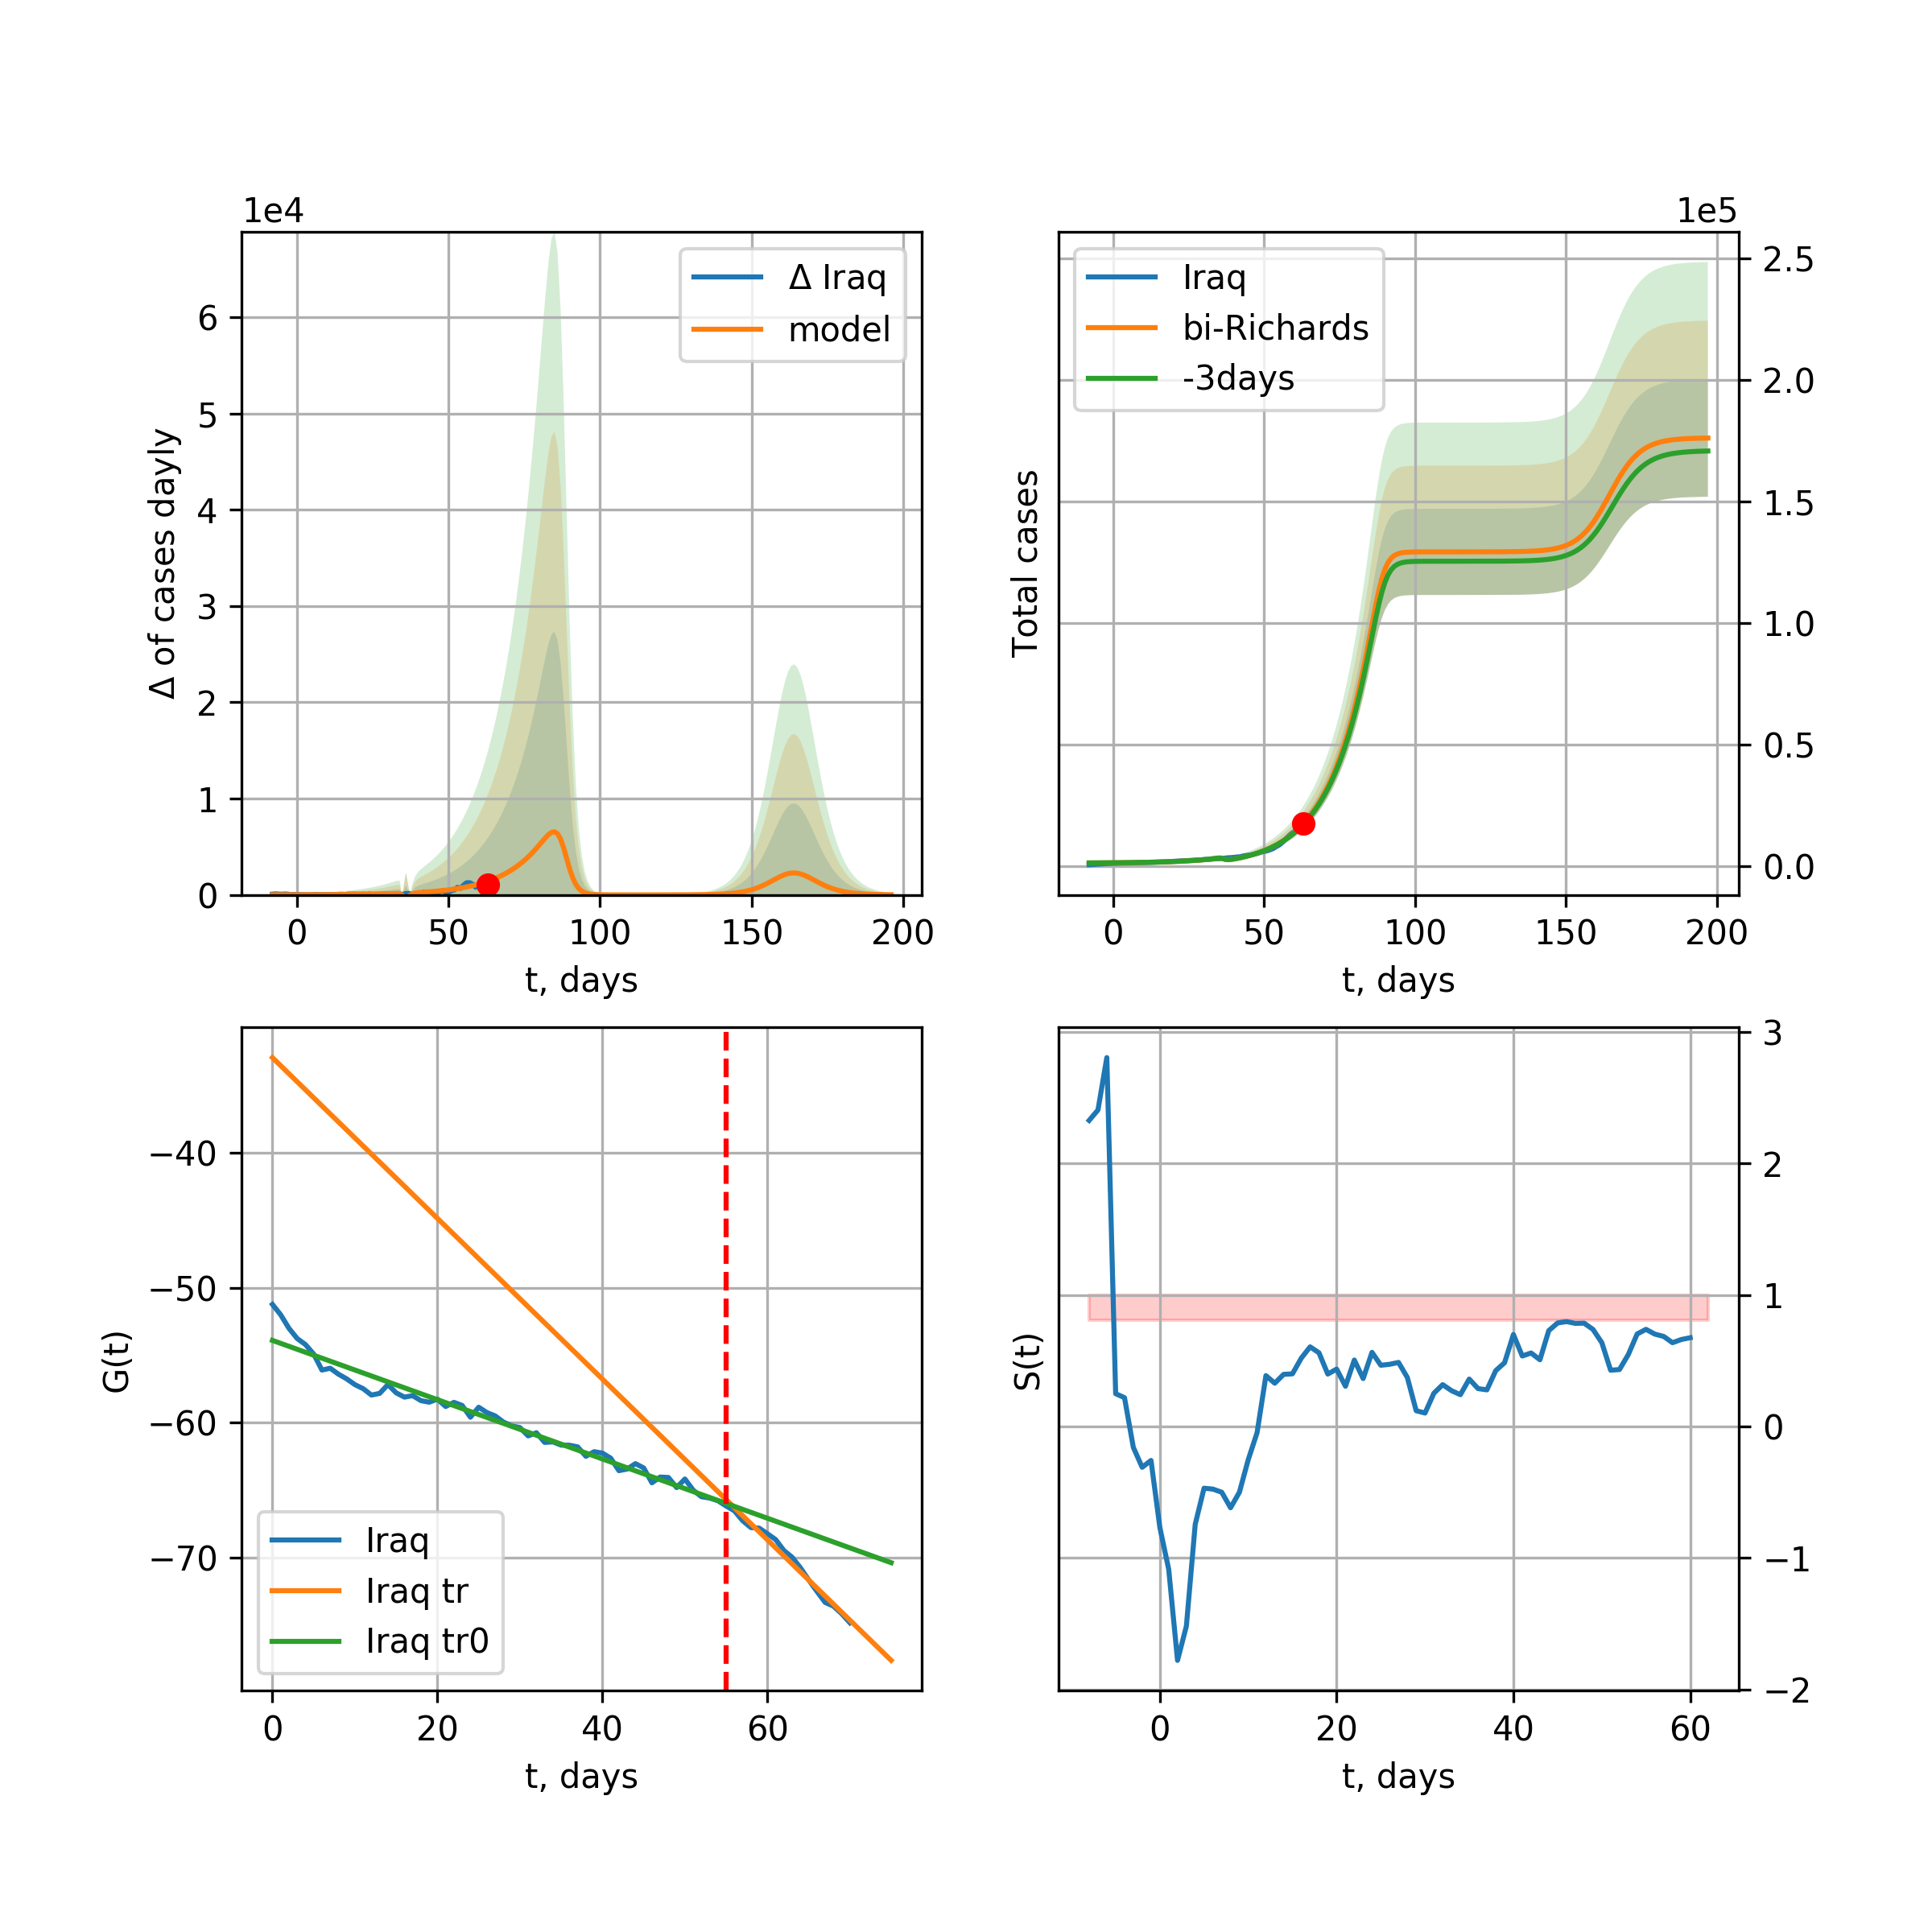 1e4
Δ of cases dayly
6
5
4
3
2
1
0
0 50 100 150 200
t, days
Δ Iraq
model
1e5
Total cases
2.5
2.0
1.5
1.0
0.5
0.0
0 50 100 150 200
t, days
Iraq
bi-Richards
-3days
G(t)
−40
−50
−60
−70
0 20 40 60
t, days
Iraq
Iraq tr
Iraq tr0
S(t)
3
2
1
0
−1
−2
0 20 40 60
t, days